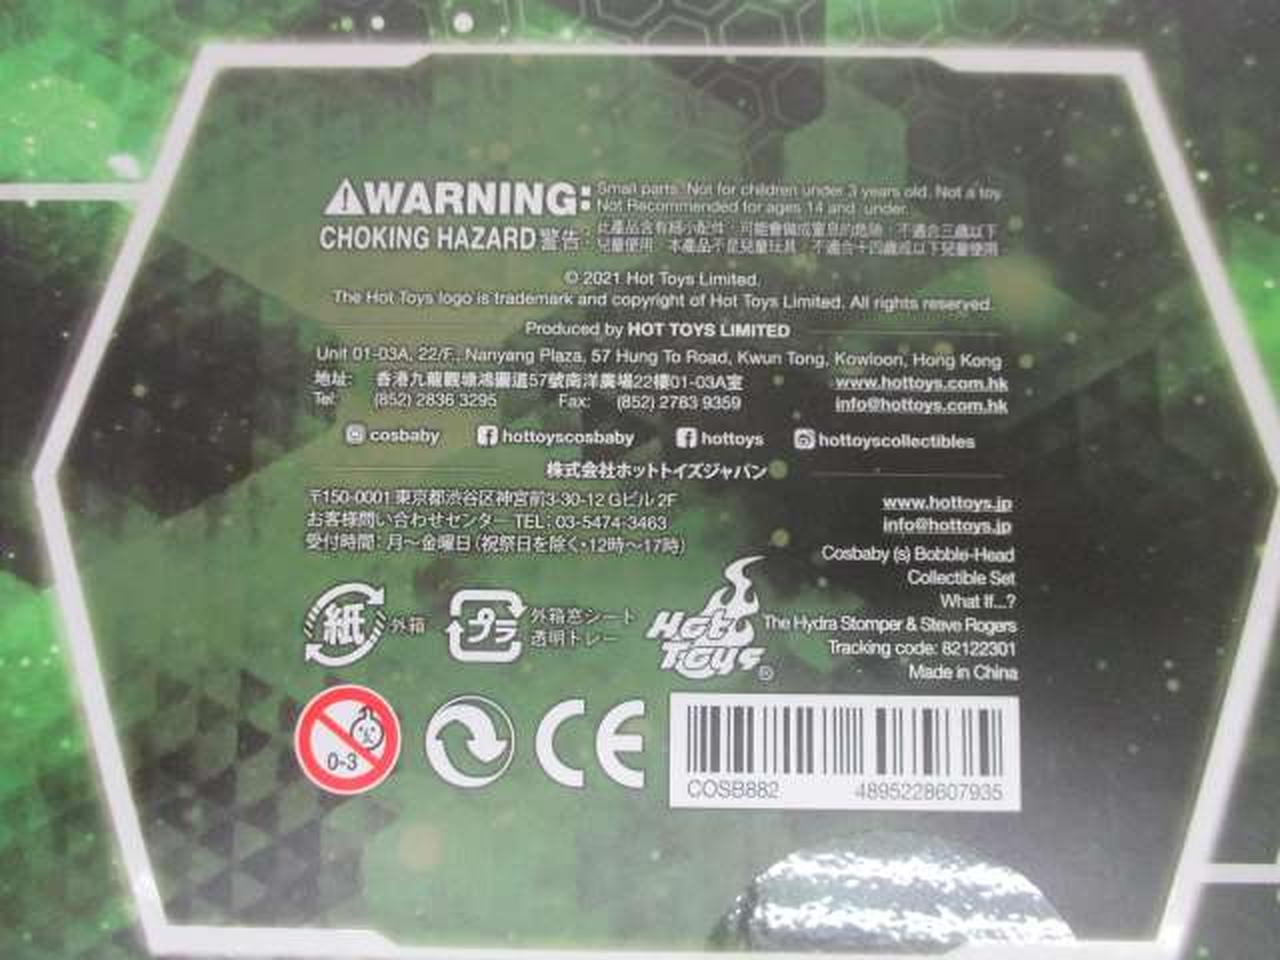 ⚠WARNING:
CHOKING HAZARD 警告:
Small parts. Not for children under 3 years old. Not a toy.
Not Recommended for ages 14 and under.
此產品含有細小配件，可能會構成窒息的危險，不適合三歲以下
兒童使用。本產品不是兒童玩具，不適合十四歲或以下兒童使用
© 2021 Hot Toys Limited.
The Hot Toys logo is trademark and copyright of Hot Toys Limited. All rights reserved.
Produced by HOT TOYS LIMITED
Unit 01-03A, 22/F., Nanyang Plaza, 57 Hung To Road, Kwun Tong, Kowloon, Hong Kong
地址: 香港九龍觀塘鴻圖道57號南洋廣場22樓01-03A室 www.hottoys.com.hk
Tel: (852) 2836 3295 Fax: (852) 2783 9359 info@hottoys.com.hk
cosbaby hottoyscosbaby hottoys hottoyscollectibles
株式会社ホットトイズジャパン
〒150-0001 東京都渋谷区神宮前3-30-12 Gビル 2F www.hottoys.jp
お客様問い合わせセンター TEL: 03-5474-3463 info@hottoys.jp
受付時間: 月～金曜日 (祝祭日を除く・12時～17時)
Cosbaby (s) Bobble-Head
Collectible Set
What If...?
The Hydra Stomper & Steve Rogers
Tracking code: 82122301
Made in China
紙 外箱
プラ 外箱窓シート
透明トレー
Hot Toys®
0-3
CE
COSB882 4895228607935